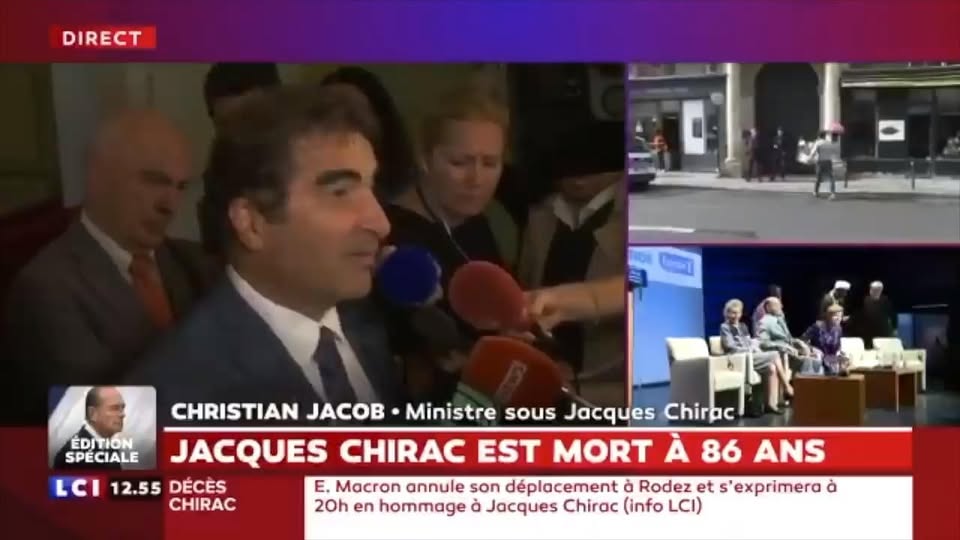 DIRECT
CHRISTIAN JACOB • Ministre sous Jacques Chirac
ÉDITION
SPÉCIALE
JACQUES CHIRAC EST MORT À 86 ANS
LCI 12.55
DÉCÈS
CHIRAC
E. Macron annule son déplacement à Rodez et s'exprimera à
20h en hommage à Jacques Chirac (info LCI)